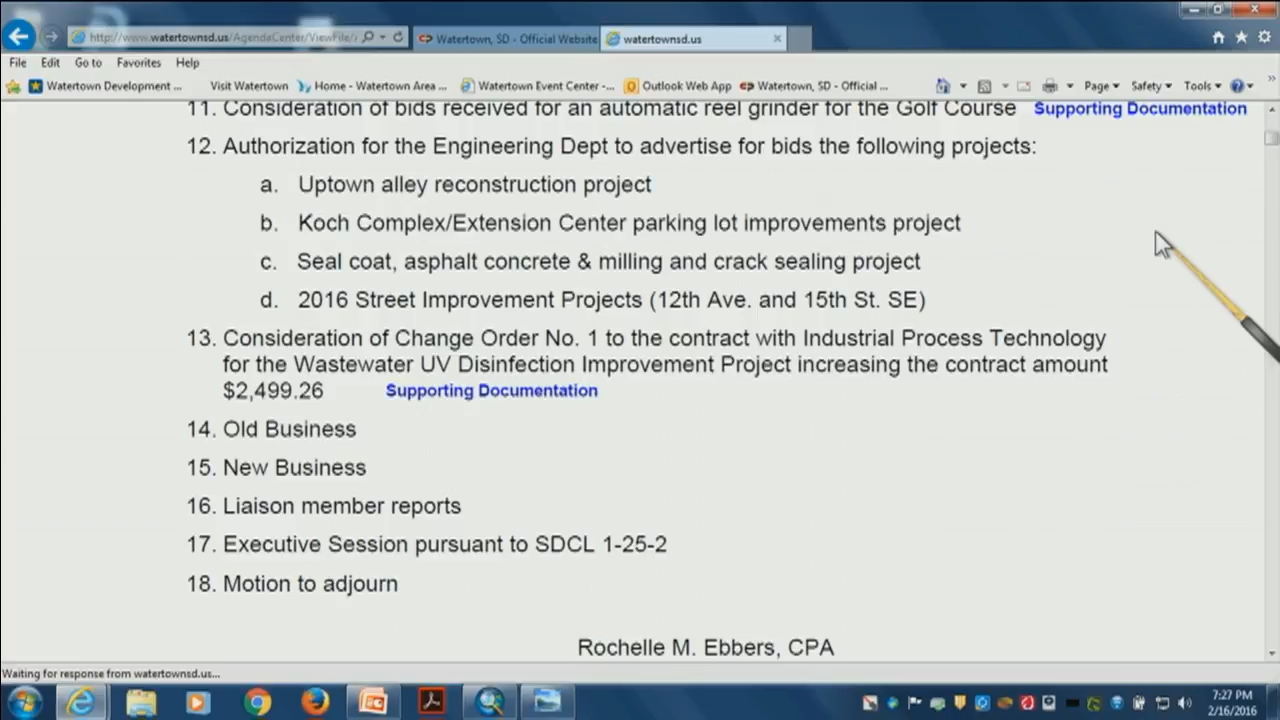 http://www.watertownsd.us/AgendaCenter/ViewFile/
Watertown, SD - Official Website
watertownsd.us
File Edit Go to Favorites Help
Watertown Development ... Visit Watertown Home - Watertown Area ... Watertown Event Center -... Outlook Web App Watertown, SD - Official ... Page Safety Tools
11. Consideration of bids received for an automatic reel grinder for the Golf Course Supporting Documentation
12. Authorization for the Engineering Dept to advertise for bids the following projects:
a. Uptown alley reconstruction project
b. Koch Complex/Extension Center parking lot improvements project
c. Seal coat, asphalt concrete & milling and crack sealing project
d. 2016 Street Improvement Projects (12th Ave. and 15th St. SE)
13. Consideration of Change Order No. 1 to the contract with Industrial Process Technology
for the Wastewater UV Disinfection Improvement Project increasing the contract amount
$2,499.26 Supporting Documentation
14. Old Business
15. New Business
16. Liaison member reports
17. Executive Session pursuant to SDCL 1-25-2
18. Motion to adjourn
Rochelle M. Ebbers, CPA
Waiting for response from watertownsd.us...
7:27 PM
2/16/2016